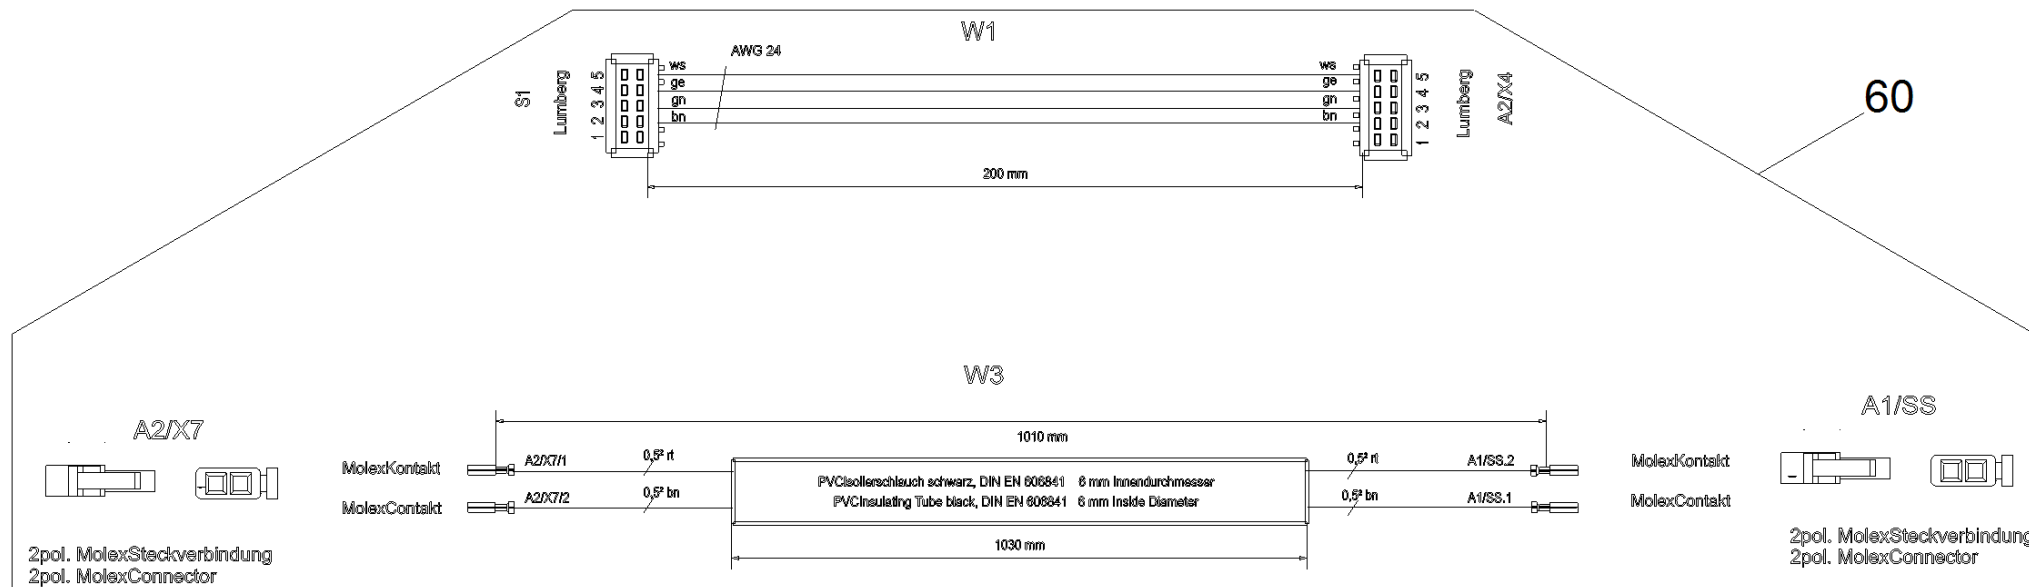 W1
AWG 24
S1
Lumberg
5
4
3
2
1
ws
ge
gn
bn
ws
ge
gn
bn
5
4
3
2
1
Lumberg
A2/X4
60
200 mm
W3
A2/X7
A1/SS
1010 mm
MolexKontakt
A2/X7/1
0,5² rt
0,5² rt
A1/SS.2
MolexKontakt
PVCIsolierschlauch schwarz, DIN EN 606841 6 mm Innendurchmesser
PVCInsulating Tube black, DIN EN 606841 6 mm Inside Diameter
MolexContakt
A2/X7/2
0,5² bn
0,5² bn
A1/SS.1
MolexContakt
1030 mm
2pol. MolexSteckverbindung
2pol. MolexConnector
2pol. MolexSteckverbindung
2pol. MolexConnector